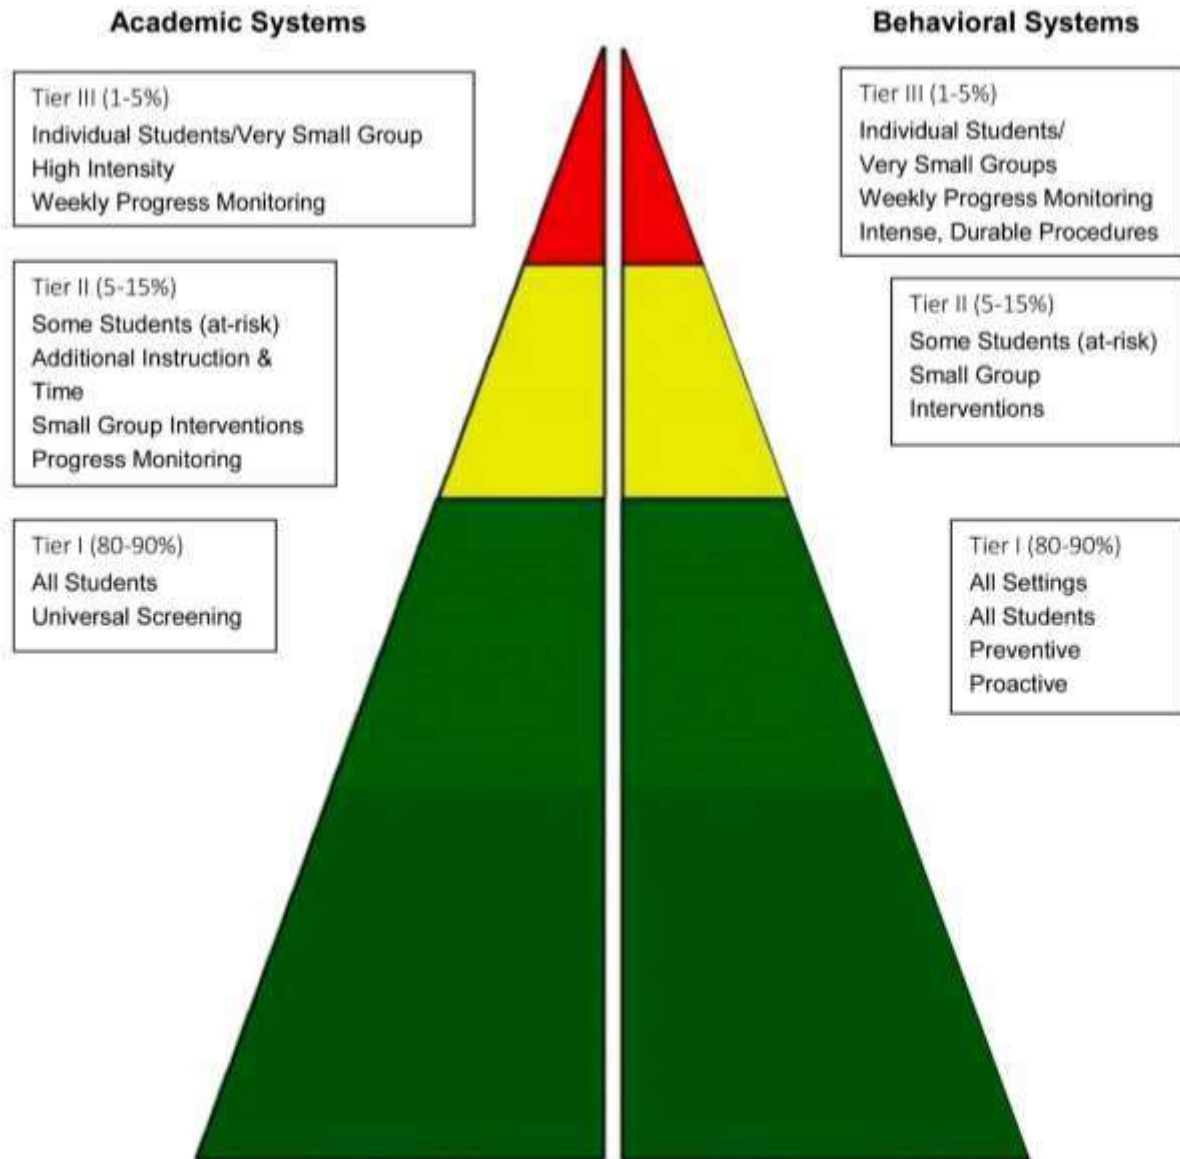 Academic Systems
Tier III (1-5%)
Individual Students/Very Small Group
High Intensity
Weekly Progress Monitoring
Tier II (5-15%)
Some Students (at-risk)
Additional Instruction &
Time
Small Group Interventions
Progress Monitoring
Tier I (80-90%)
All Students
Universal Screening
Behavioral Systems
Tier III (1-5%)
Individual Students/
Very Small Groups
Weekly Progress Monitoring
Intense, Durable Procedures
Tier II (5-15%)
Some Students (at-risk)
Small Group
Interventions
Tier I (80-90%)
All Settings
All Students
Preventive
Proactive